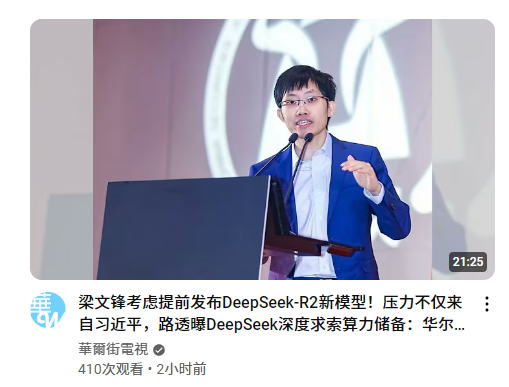 21:25
梁文锋考虑提前发布DeepSeek-R2新模型！压力不仅来
自习近平，路透曝DeepSeek深度求索算力储备：华尔...
華爾街電視
410次观看・2小时前